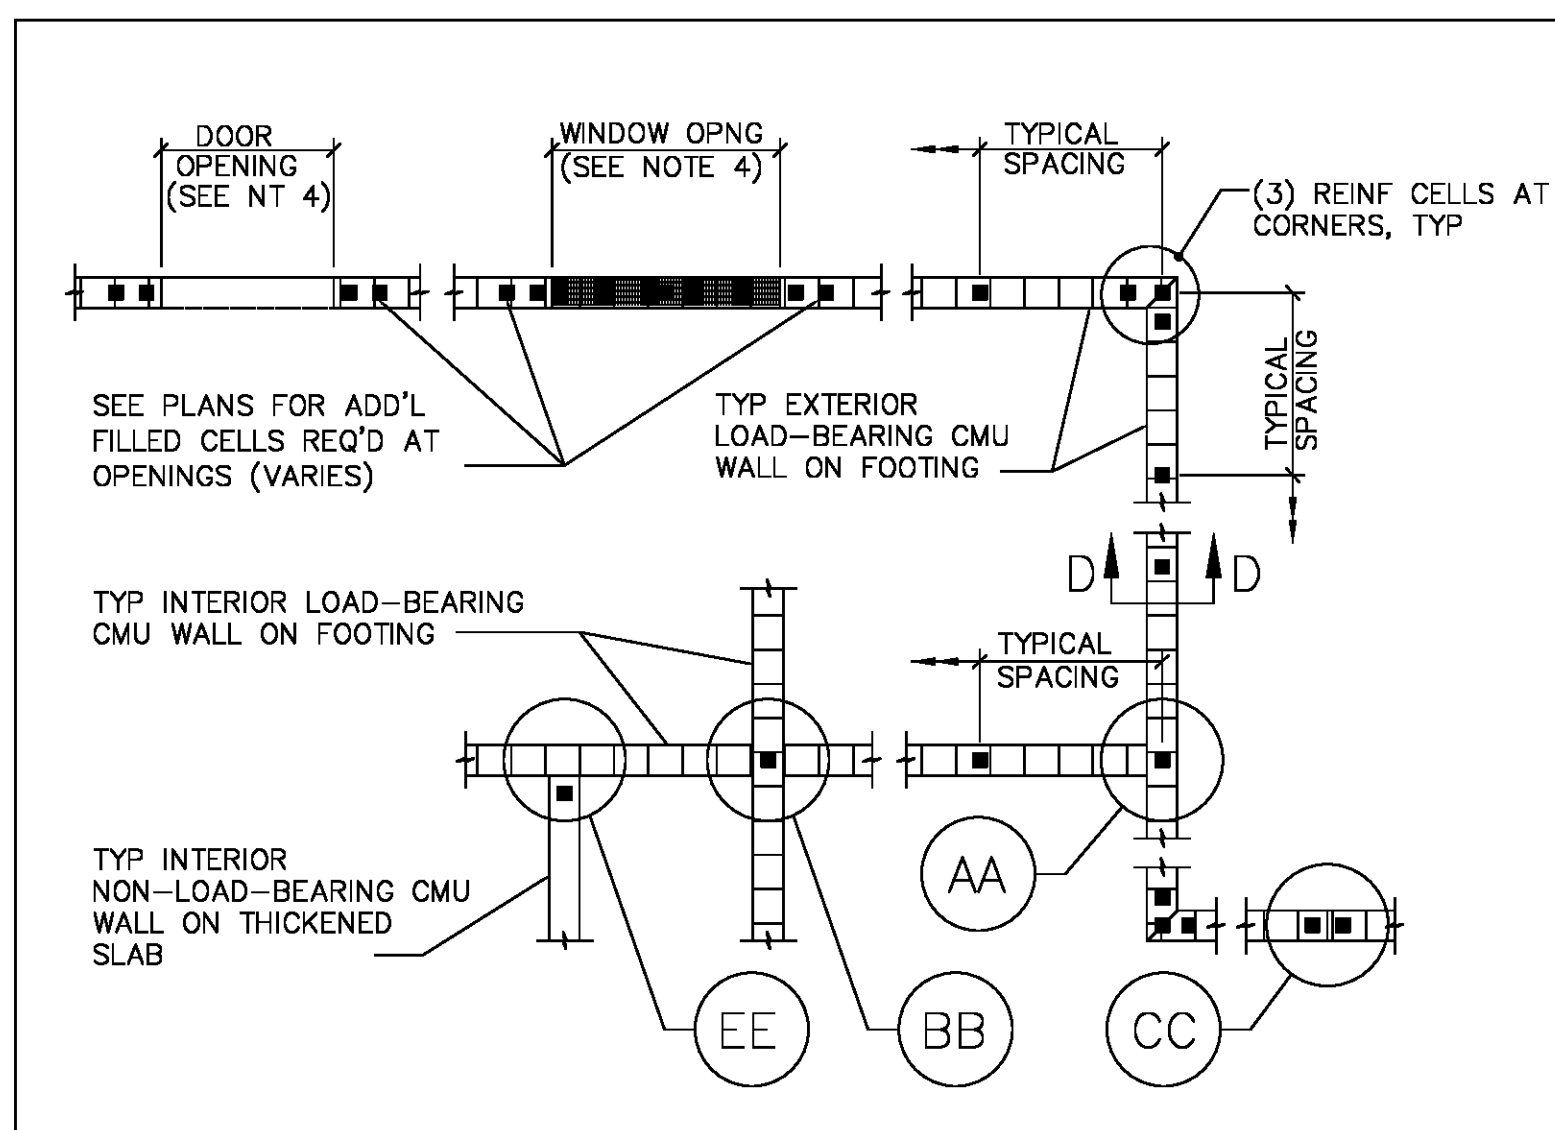 DOOR
OPENING
(SEE NT 4)
WINDOW OPNG
(SEE NOTE 4)
TYPICAL
SPACING
(3) REINF CELLS AT
CORNERS, TYP
SEE PLANS FOR ADD'L
FILLED CELLS REQ'D AT
OPENINGS (VARIES)
TYP EXTERIOR
LOAD-BEARING CMU
WALL ON FOOTING
TYPICAL
SPACING
D
D
TYP INTERIOR LOAD-BEARING
CMU WALL ON FOOTING
TYPICAL
SPACING
TYP INTERIOR
NON-LOAD-BEARING CMU
WALL ON THICKENED
SLAB
AA
EE
BB
CC